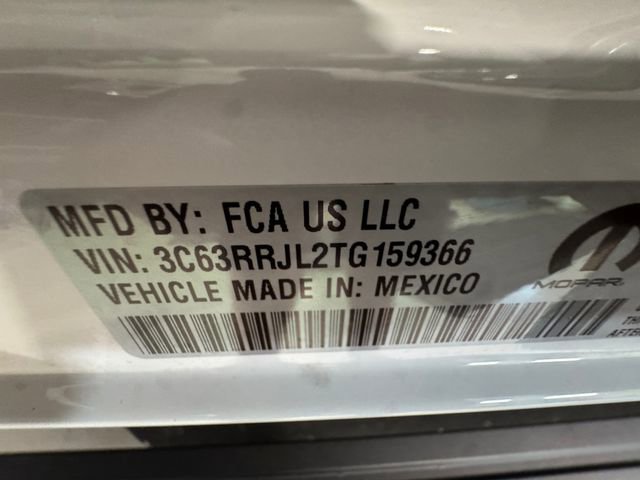 MFD BY: FCA US LLC
VIN: 3C63RRJL2TG159366
VEHICLE MADE IN: MEXICO
MOPAR